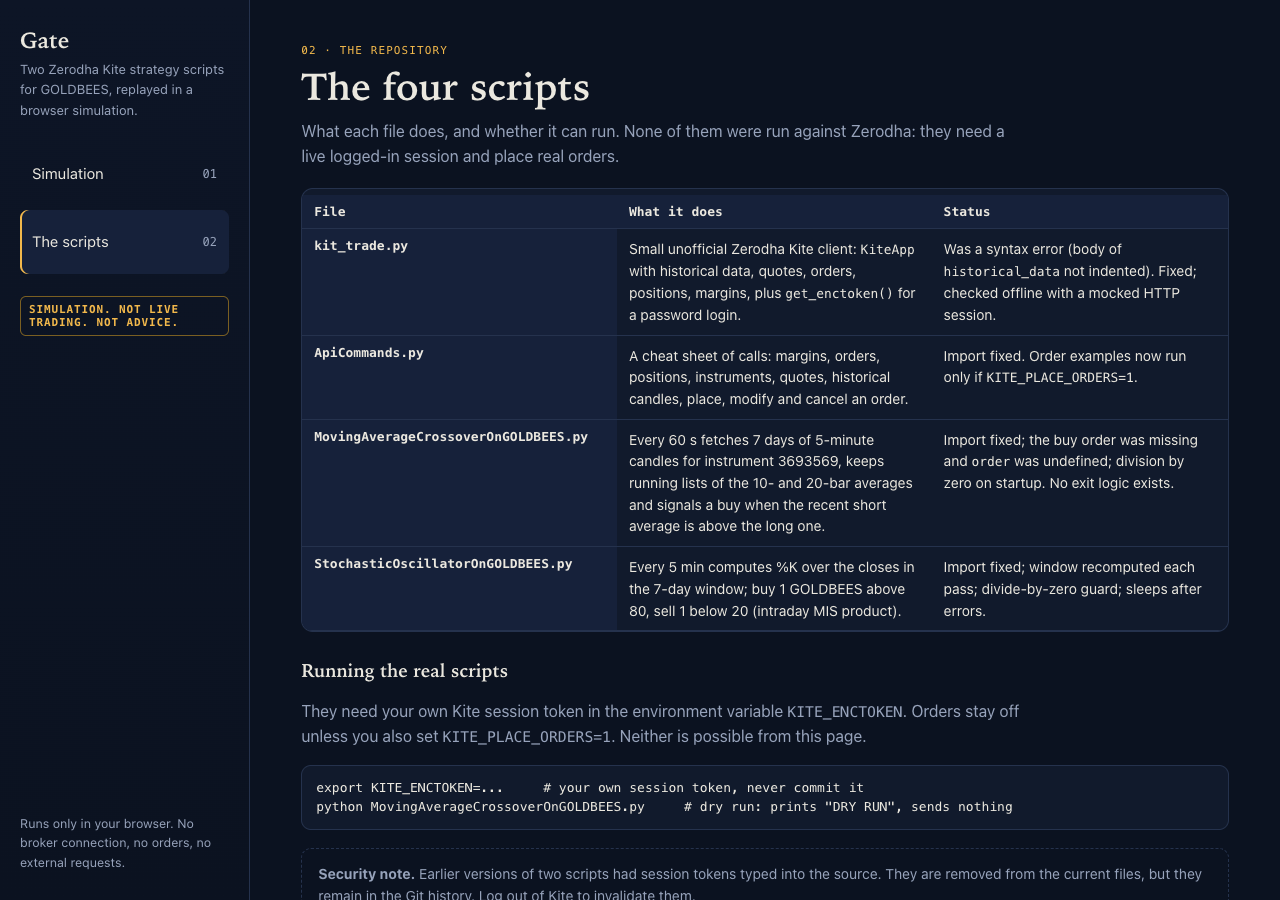 Gate
Two Zerodha Kite strategy scripts
for GOLDBEES, replayed in a
browser simulation.
Simulation 01
The scripts 02
SIMULATION. NOT LIVE
TRADING. NOT ADVICE.
Runs only in your browser. No
broker connection, no orders, no
external requests.
02 · THE REPOSITORY
The four scripts
What each file does, and whether it can run. None of them were run against Zerodha: they need a
live logged-in session and place real orders.
File What it does Status
kit_trade.py
Small unofficial Zerodha Kite client: KiteApp
with historical data, quotes, orders,
positions, margins, plus get_enctoken() for
a password login.
Was a syntax error (body of
historical_data not indented). Fixed;
checked offline with a mocked HTTP
session.
ApiCommands.py
A cheat sheet of calls: margins, orders,
positions, instruments, quotes, historical
candles, place, modify and cancel an order.
Import fixed. Order examples now run
only if KITE_PLACE_ORDERS=1.
MovingAverageCrossoverOnGOLDBEES.py
Every 60 s fetches 7 days of 5-minute
candles for instrument 3693569, keeps
running lists of the 10- and 20-bar averages
and signals a buy when the recent short
average is above the long one.
Import fixed; the buy order was missing
and order was undefined; division by
zero on startup. No exit logic exists.
StochasticOscillatorOnGOLDBEES.py
Every 5 min computes %K over the closes in
the 7-day window; buy 1 GOLDBEES above
80, sell 1 below 20 (intraday MIS product).
Import fixed; window recomputed each
pass; divide-by-zero guard; sleeps after
errors.
Running the real scripts
They need your own Kite session token in the environment variable KITE_ENCTOKEN. Orders stay off
unless you also set KITE_PLACE_ORDERS=1. Neither is possible from this page.
export KITE_ENCTOKEN=...     # your own session token, never commit it
python MovingAverageCrossoverOnGOLDBEES.py     # dry run: prints "DRY RUN", sends nothing
Security note. Earlier versions of two scripts had session tokens typed into the source. They are removed from the current files, but they
remain in the Git history. Log out of Kite to invalidate them.